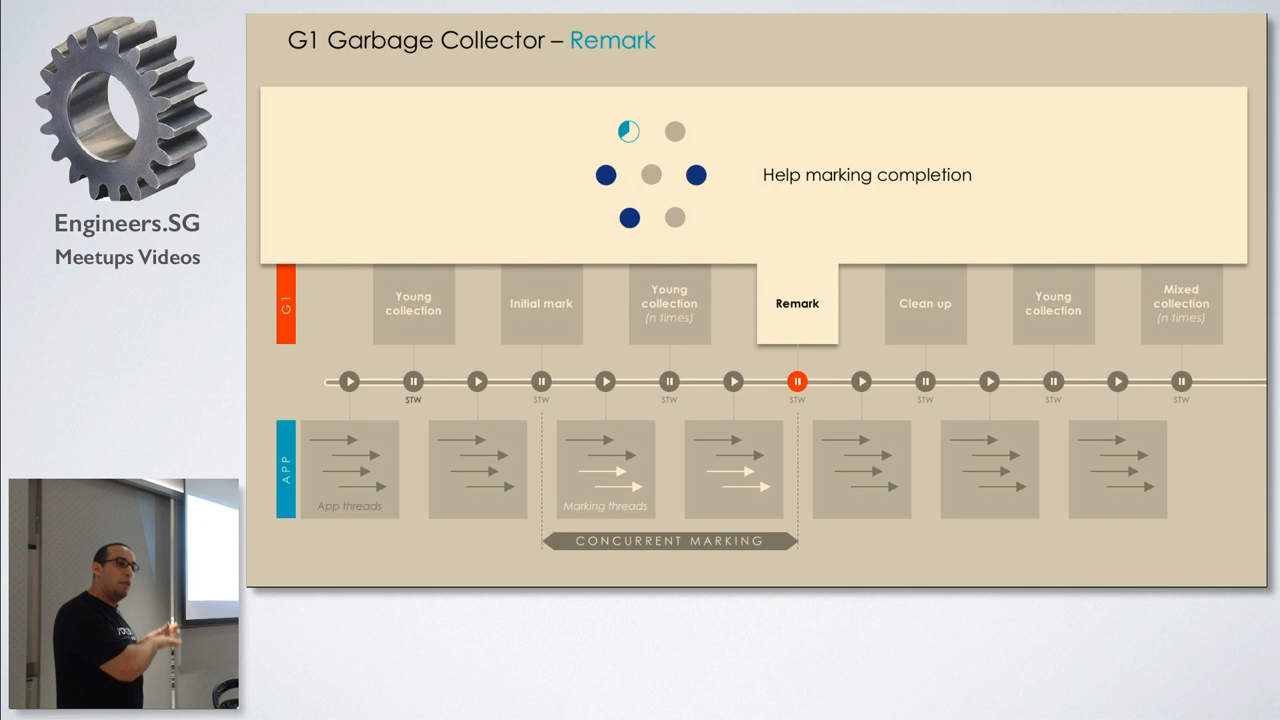 G1 Garbage Collector – Remark
Engineers.SG
Meetups Videos
Help marking completion
G1
Young
collection
Initial mark
Young
collection
(n times)
Remark
Clean up
Young
collection
Mixed
collection
(n times)
STW
STW
STW
STW
STW
STW
STW
APP
App threads
Marking threads
CONCURRENT MARKING